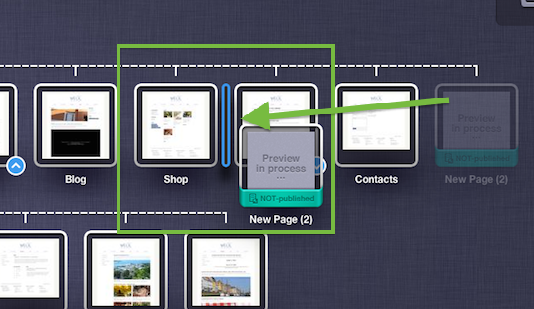 Preview
in process
...
NOT-published
Preview
in process
...
NOT-published
Blog
Shop
Contacts
New Page (2)
New Page (2)